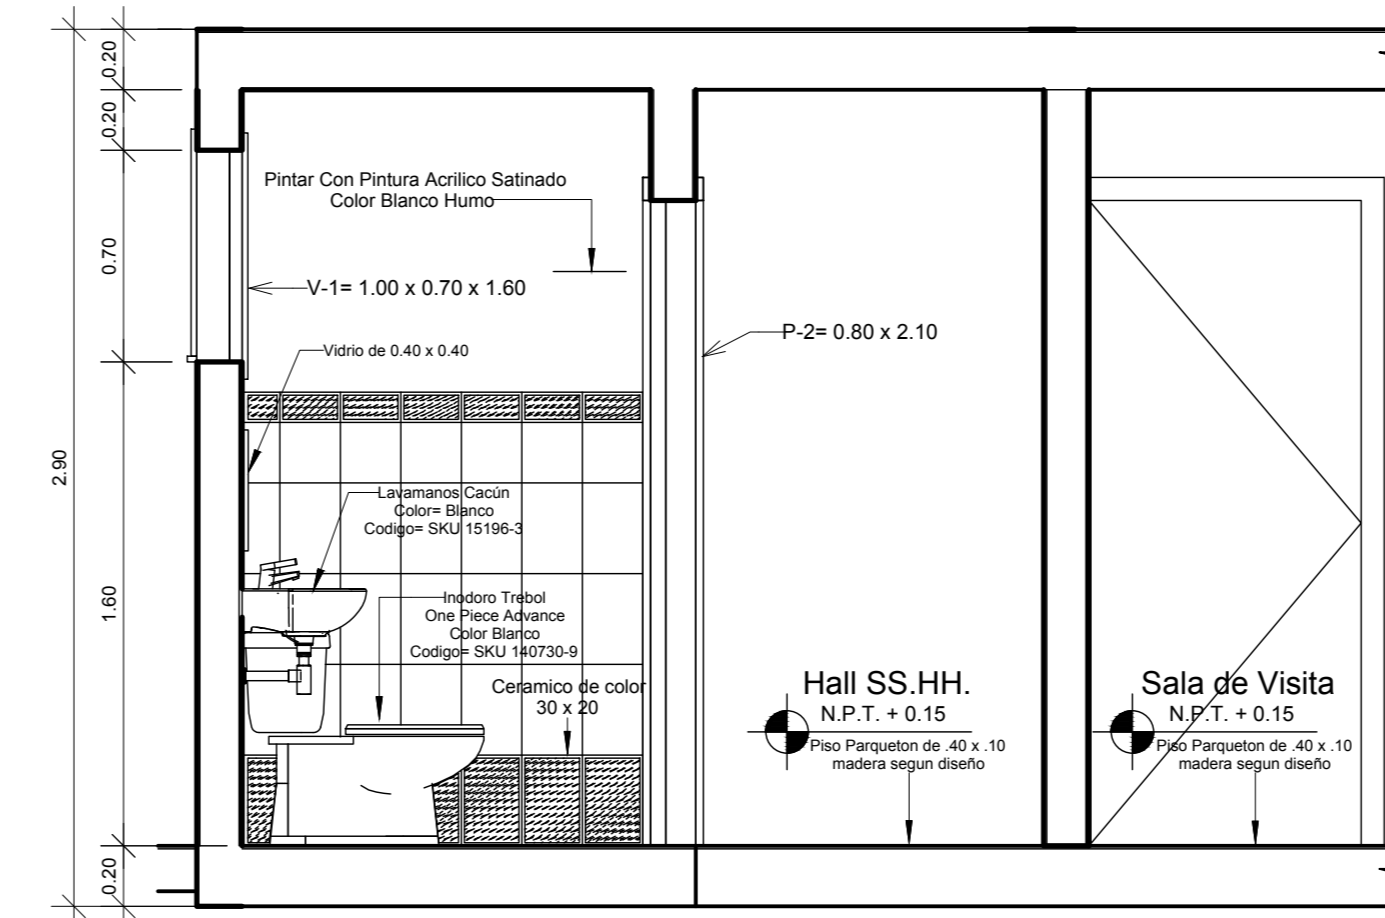 0.20
0.20
0.70
2.90
1.60
0.20
Pintar Con Pintura Acrilico Satinado
Color Blanco Humo
V-1= 1.00 x 0.70 x 1.60
Vidrio de 0.40 x 0.40
P-2= 0.80 x 2.10
Lavamanos Cacún
Color= Blanco
Codigo= SKU 15196-3
Inodoro Trebol
One Piece Advance
Color Blanco
Codigo= SKU 140730-9
Ceramico de color
30 x 20
Hall SS.HH.
N.P.T. + 0.15
Piso Parqueton de .40 x .10
madera segun diseño
Sala de Visita
N.P.T. + 0.15
Piso Parqueton de .40 x .10
madera segun diseño